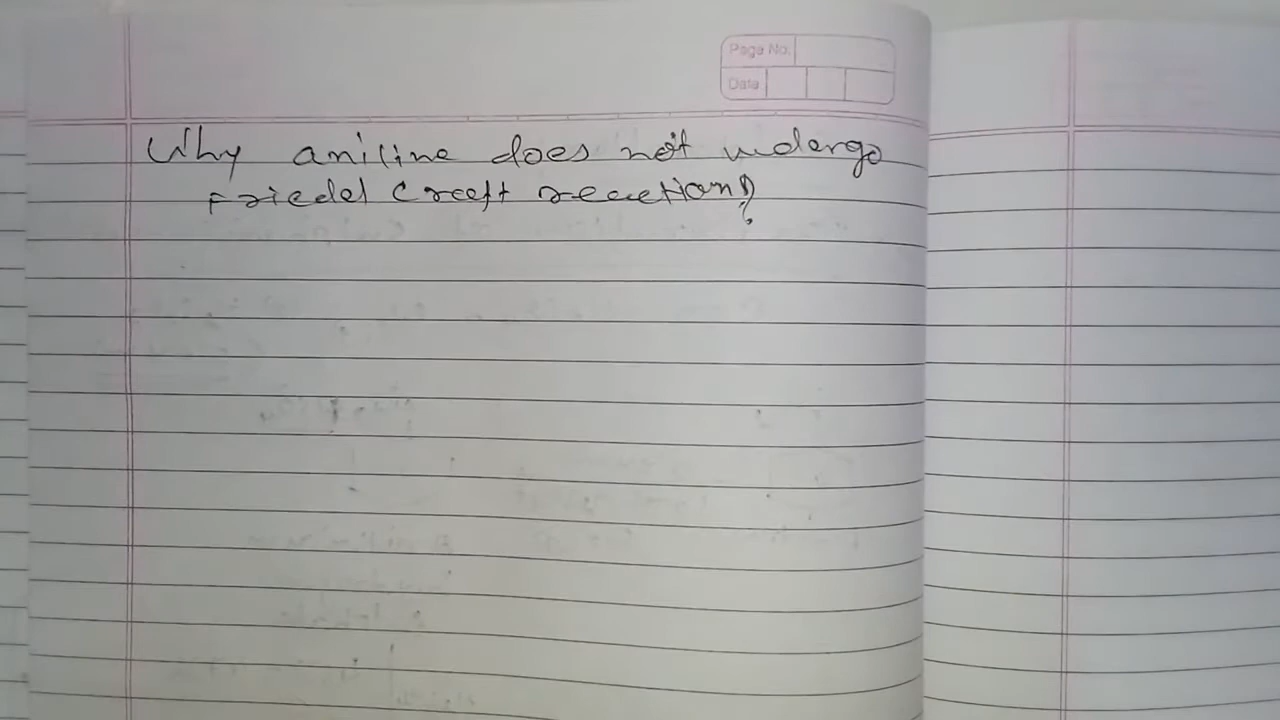 Page No.
Date
Why aniline does not undergo
Friedel Craft reaction?